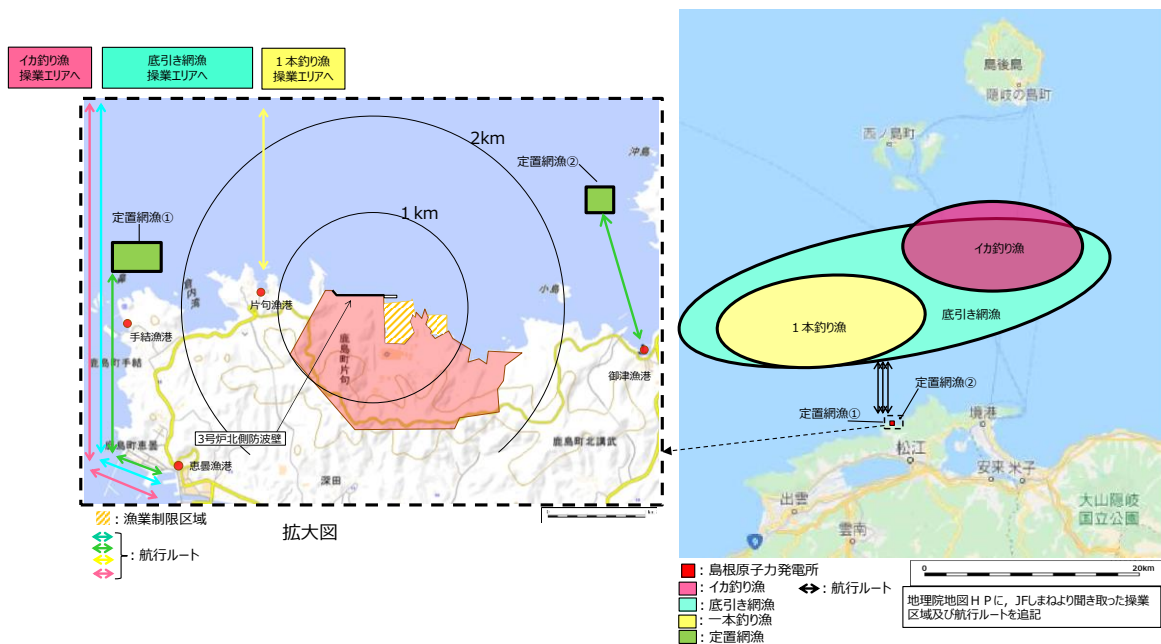 イカ釣り漁
操業エリアへ
底引き網漁
操業エリアへ
1本釣り漁
操業エリアへ
2km
1km
定置網漁②
沖島
定置網漁①
鼻
倉内湾
片句漁港
小島
手結漁港
鹿島町手結
鹿島町片句
御津漁港
3号炉北側防波壁
鹿島町恵曇
恵曇漁港
深田
鹿島町北講武
:漁業制限区域
:航行ルート
拡大図
島後島
隠岐の島町
西ノ島町
イカ釣り漁
底引き網漁
1本釣り漁
定置網漁②
定置網漁①
境港
松江
安来
米子
出雲
雲南
大山隠岐
国立公園
9
:島根原子力発電所
:イカ釣り漁
:航行ルート
:底引き網漁
:一本釣り漁
:定置網漁
0
20km
地理院地図HPに,JFしまねより聞き取った操業
区域及び航行ルートを追記